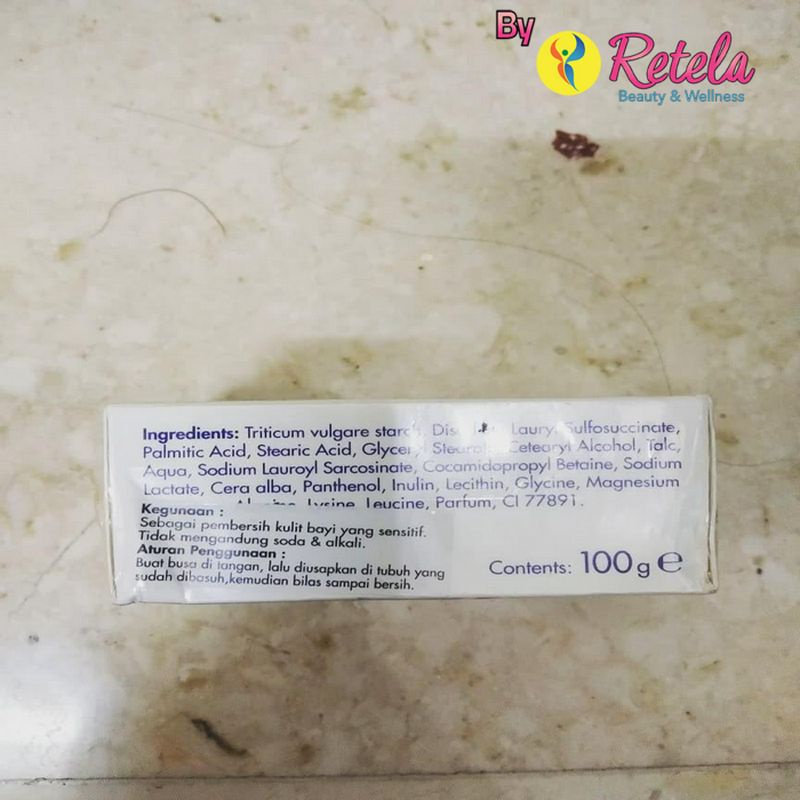 By
Retela
Beauty & Wellness
Ingredients: Triticum vulgare Sulfosuccinate,
Palmitic Acid, Stearic Acid, Cetearyl Alcohol, Talc,
Aqua, Sodium Lauroyl Sarcosinate, Cocamidopropyl Betaine, Sodium
Lactate, Cera alba, Panthenol, Inulin, Lecithin, Glycine, Magnesium
Lysine, Leucine, Parfum, CI 77891.
Kegunaan :
Sebagai pembersih kulit bayi yang sensitif.
Tidak mengandung soda & alkali.
Aturan Penggunaan :
Buat busa di tangan, lalu diusapkan di tubuh yang
sudah dibasuh,kemudian bilas sampai bersih.
Contents: 100 g e